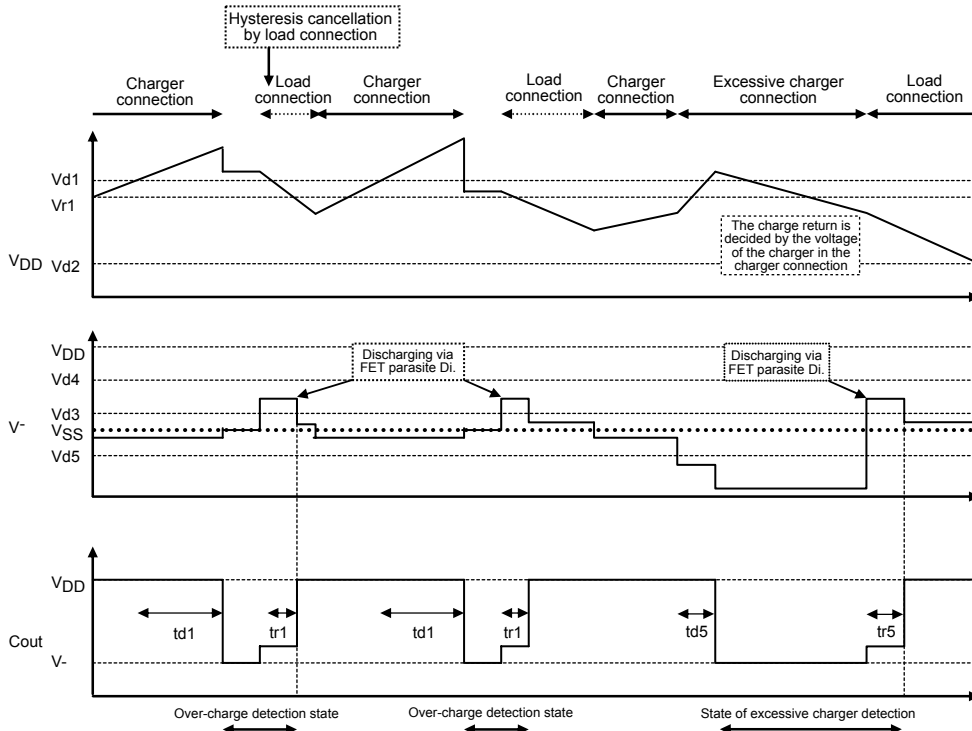 Hysteresis cancellation
by load connection
Charger
connection
Load
connection
Charger
connection
Load
connection
Charger
connection
Excessive charger
connection
Load
connection
Vd1
Vr1
VDD
Vd2
The charge return is
decided by the voltage
of the charger in the
charger connection
VDD
Vd4
Vd3
V-
VSS
Vd5
Discharging via
FET parasite Di.
Discharging via
FET parasite Di.
VDD
Cout
V-
td1
tr1
td1
tr1
td5
tr5
Over-charge detection state
Over-charge detection state
State of excessive charger detection